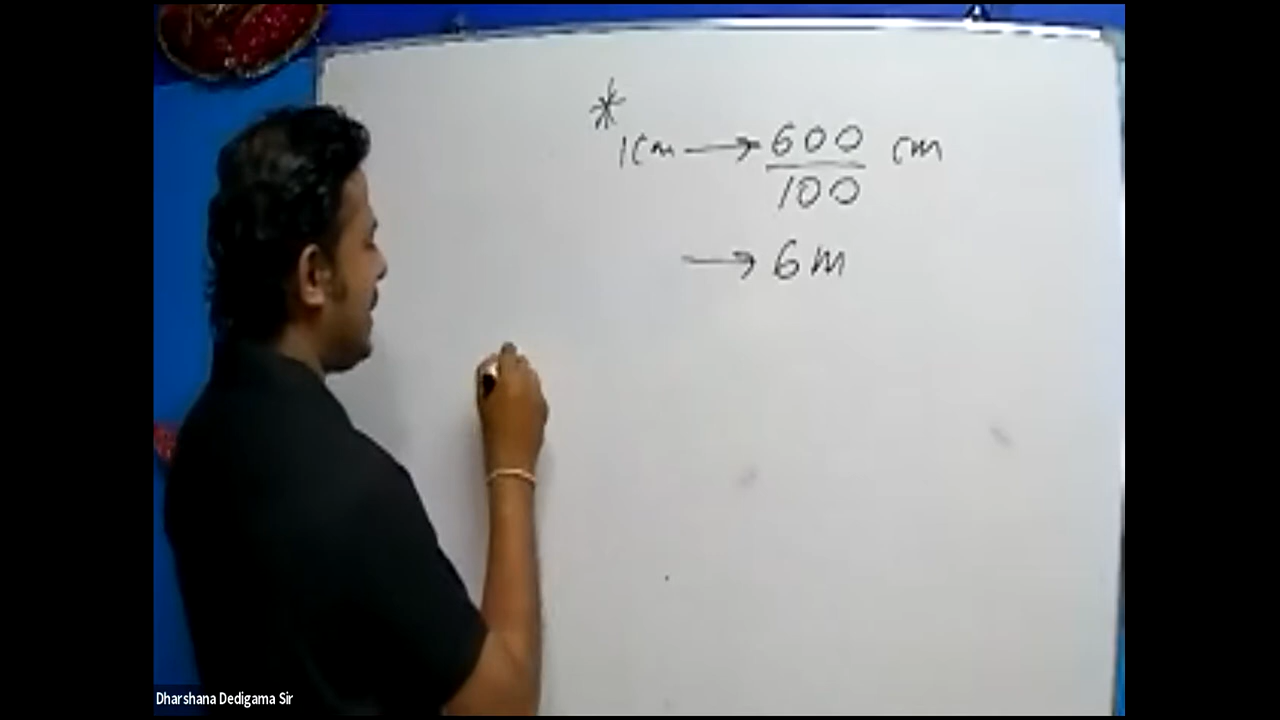 *
1cm → 600 cm
100
→ 6m
Dharshana Dedigama Sir